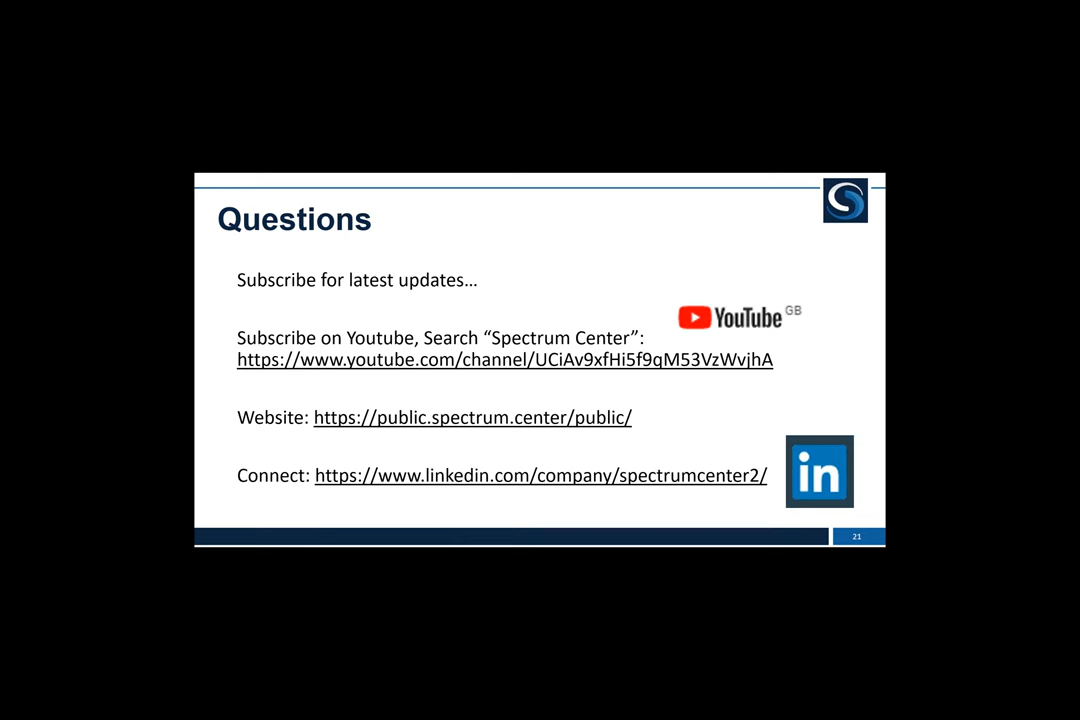 Questions
Subscribe for latest updates…
YouTube GB
Subscribe on Youtube, Search “Spectrum Center”:
https://www.youtube.com/channel/UCiAv9xfHi5f9qM53VzWvjhA
Website: https://public.spectrum.center/public/
Connect: https://www.linkedin.com/company/spectrumcenter2/
in
21